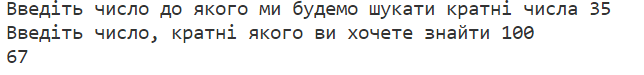 Введіть число до якого ми будемо шукати кратні числа 35
Введіть число, кратні якого ви хочете знайти 100
67